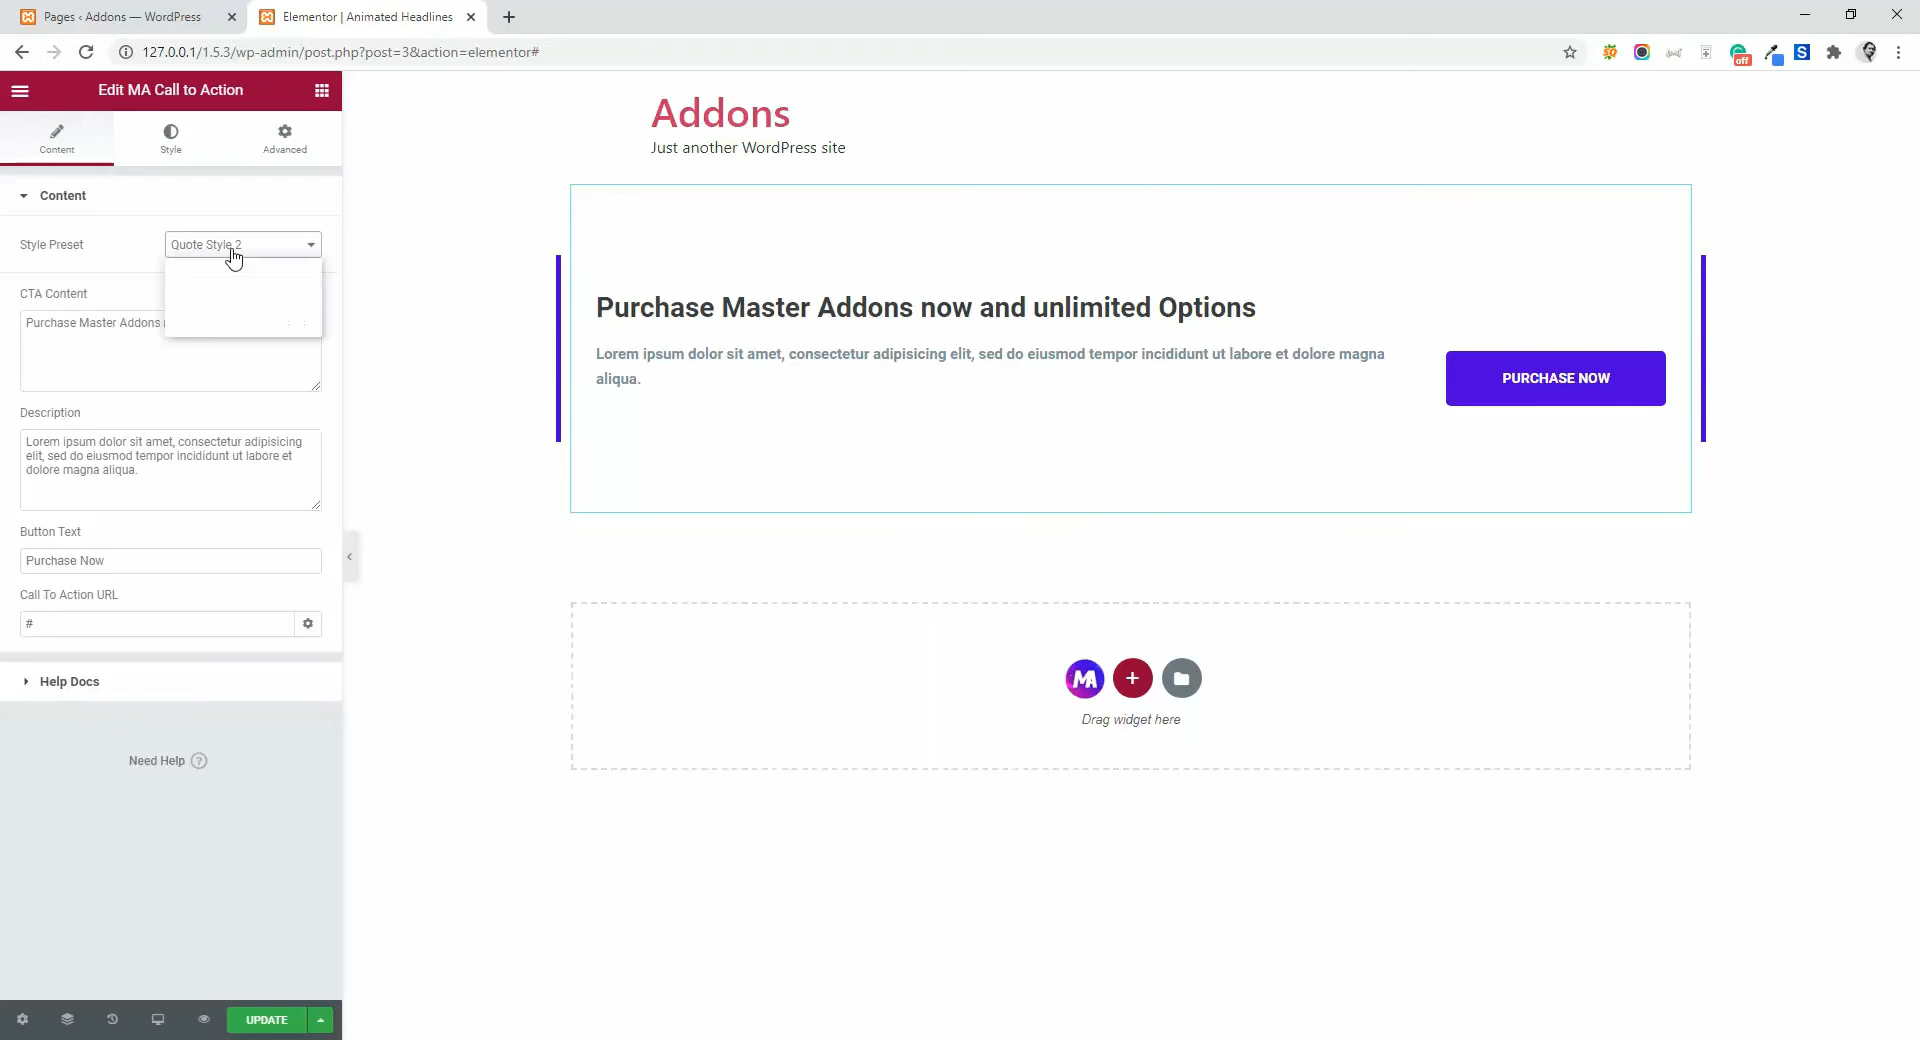 Pages ‹ Addons — WordPress
Elementor | Animated Headlines
127.0.0.1/1.5.3/wp-admin/post.php?post=3&action=elementor#
off
S
Edit MA Call to Action
Content
Style
Advanced
Content
Style Preset
Quote Style 2
CTA Content
Purchase Master Addons
Description
Lorem ipsum dolor sit amet, consectetur adipisicing
elit, sed do eiusmod tempor incididunt ut labore et
dolore magna aliqua.
Button Text
Purchase Now
Call To Action URL
#
Help Docs
Need Help ?
UPDATE
Addons
Just another WordPress site
Purchase Master Addons now and unlimited Options
Lorem ipsum dolor sit amet, consectetur adipisicing elit, sed do eiusmod tempor incididunt ut labore et dolore magna
aliqua.
PURCHASE NOW
MA
Drag widget here